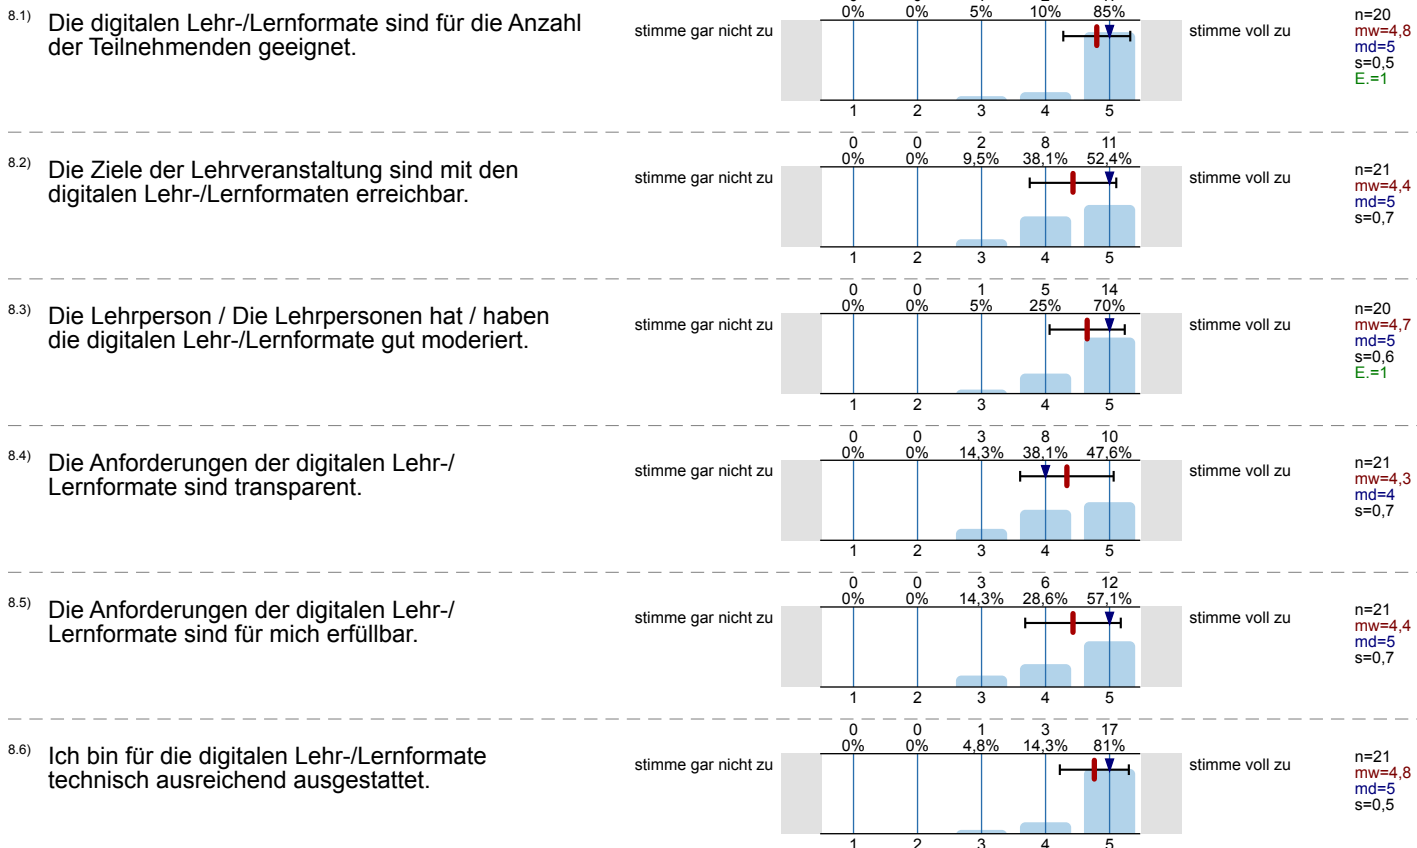 0% 0% 5% 10% 85%
8.1) Die digitalen Lehr-/Lernformate sind für die Anzahl
der Teilnehmenden geeignet.
stimme gar nicht zu
stimme voll zu
n=20
mw=4,8
md=5
s=0,5
E.=1
1 2 3 4 5
0 0 2 8 11
0% 0% 9,5% 38,1% 52,4%
8.2) Die Ziele der Lehrveranstaltung sind mit den
digitalen Lehr-/Lernformaten erreichbar.
stimme gar nicht zu
stimme voll zu
n=21
mw=4,4
md=5
s=0,7
1 2 3 4 5
0 0 1 5 14
0% 0% 5% 25% 70%
8.3) Die Lehrperson / Die Lehrpersonen hat / haben
die digitalen Lehr-/Lernformate gut moderiert.
stimme gar nicht zu
stimme voll zu
n=20
mw=4,7
md=5
s=0,6
E.=1
1 2 3 4 5
0 0 3 8 10
0% 0% 14,3% 38,1% 47,6%
8.4) Die Anforderungen der digitalen Lehr-/
Lernformate sind transparent.
stimme gar nicht zu
stimme voll zu
n=21
mw=4,3
md=4
s=0,7
1 2 3 4 5
0 0 3 6 12
0% 0% 14,3% 28,6% 57,1%
8.5) Die Anforderungen der digitalen Lehr-/
Lernformate sind für mich erfüllbar.
stimme gar nicht zu
stimme voll zu
n=21
mw=4,4
md=5
s=0,7
1 2 3 4 5
0 0 1 3 17
0% 0% 4,8% 14,3% 81%
8.6) Ich bin für die digitalen Lehr-/Lernformate
technisch ausreichend ausgestattet.
stimme gar nicht zu
stimme voll zu
n=21
mw=4,8
md=5
s=0,5
1 2 3 4 5